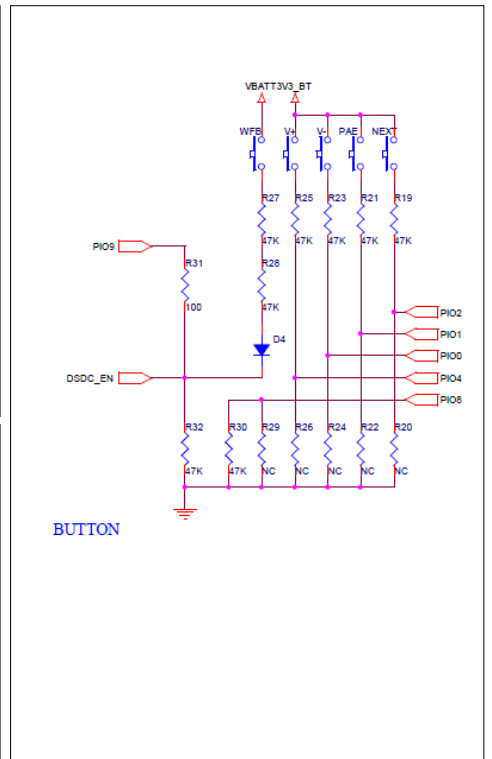 VBATT3V3_BT
WFB V+ V- PAE NEXT
R27 R25 R23 R21 R19
47K 47K 47K 47K 47K
PIO9
R31 R28
100 47K
PIO2
D4 PIO1
PIO0
DSDC_EN PIO4
PIO8
R32 R30 R29 R26 R24 R22 R20
47K 47K NC NC NC NC NC
BUTTON